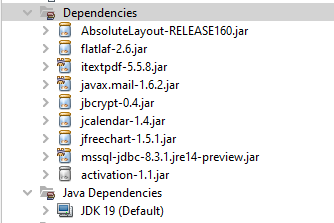 Dependencies
AbsoluteLayout-RELEASE160.jar
flatlaf-2.6.jar
itextpdf-5.5.8.jar
javax.mail-1.6.2.jar
jbcrypt-0.4.jar
jcalendar-1.4.jar
jfreechart-1.5.1.jar
mssql-jdbc-8.3.1.jre14-preview.jar
activation-1.1.jar
Java Dependencies
JDK 19 (Default)